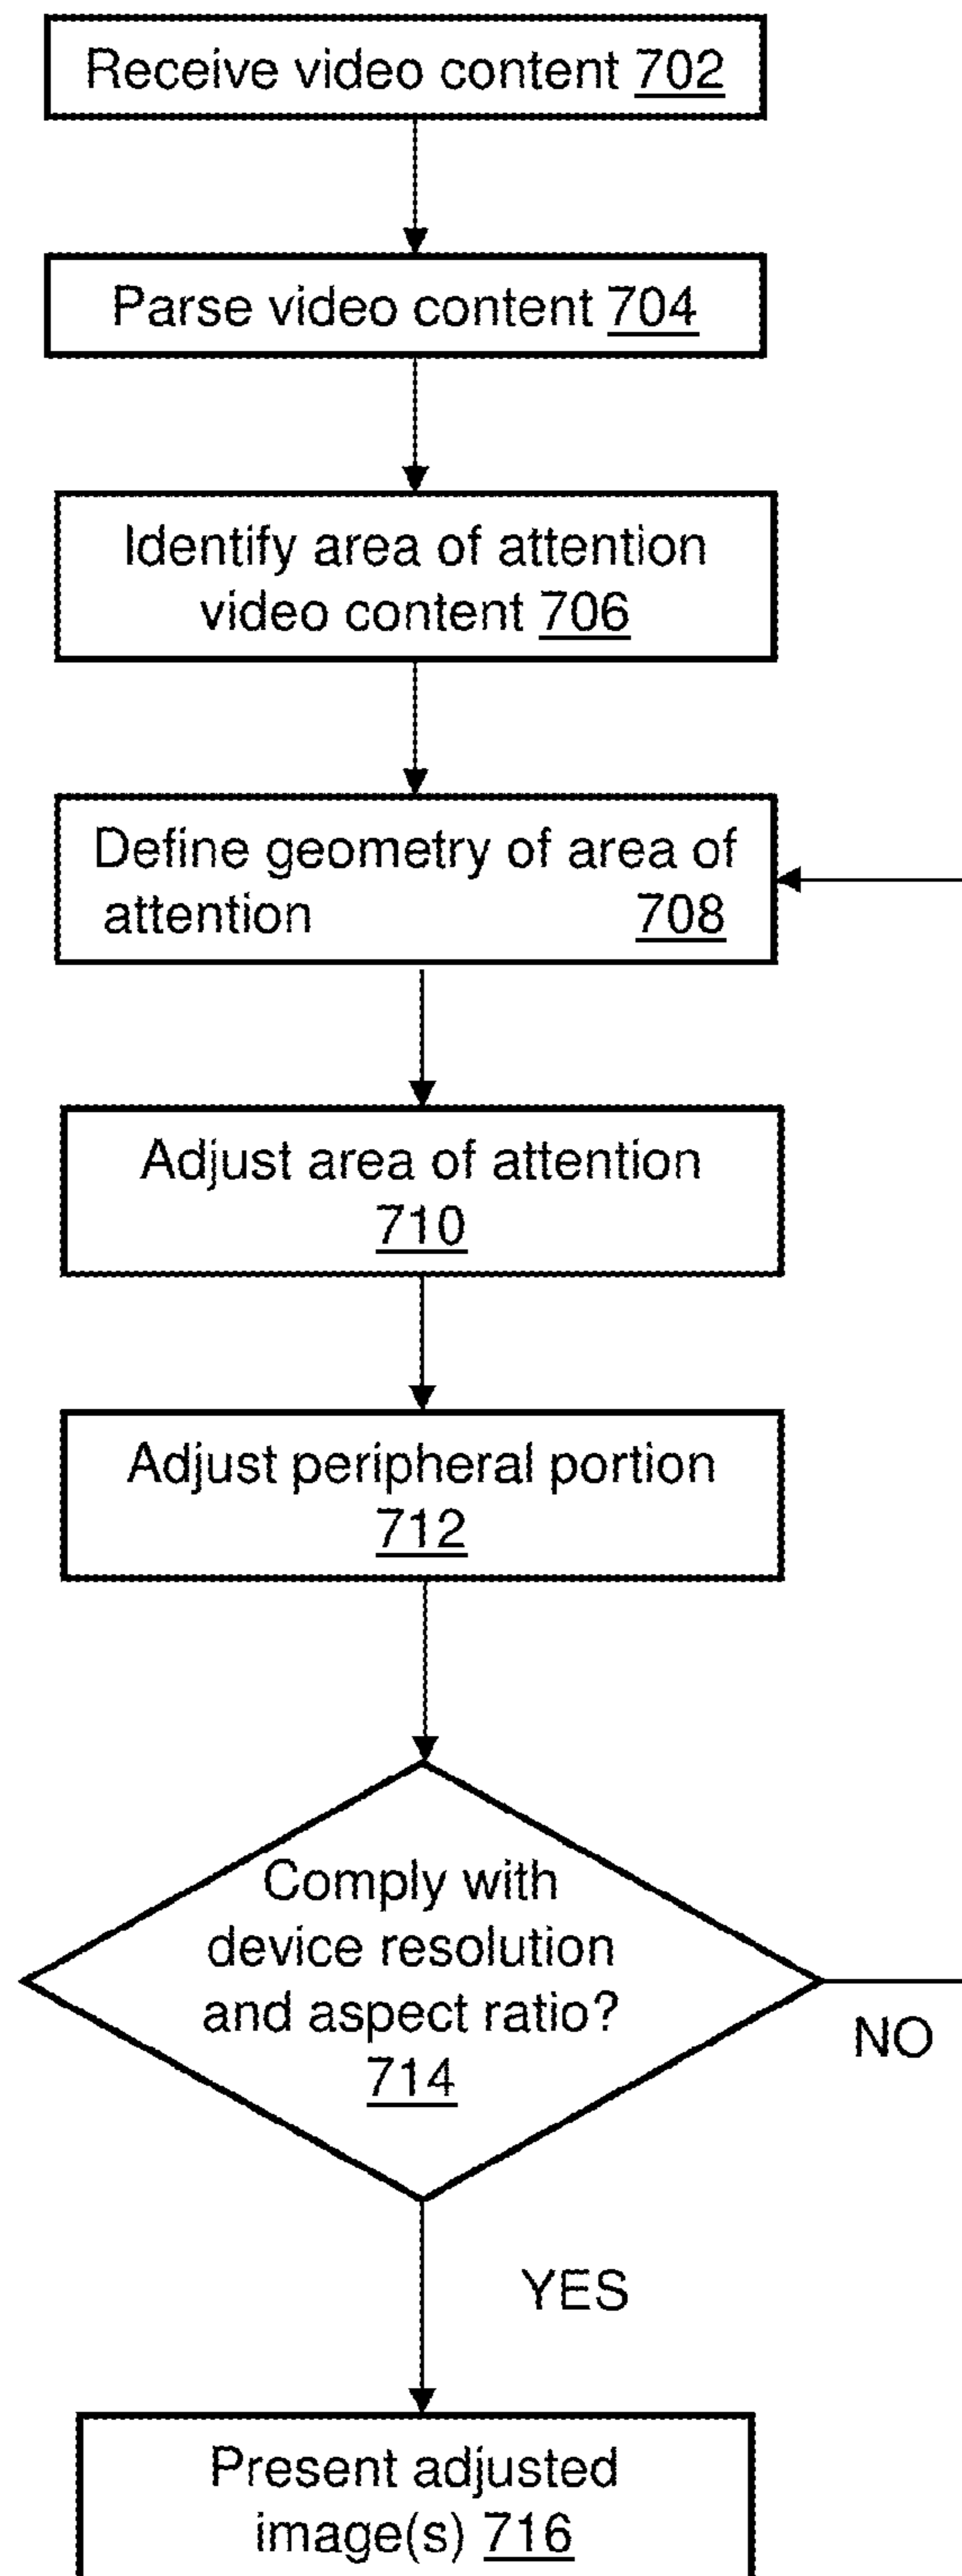 Receive video content 702
Parse video content 704
Identify area of attention
video content 706
Define geometry of area of
attention 708
Adjust area of attention
710
Adjust peripheral portion
712
Comply with
device resolution
and aspect ratio?
714
NO
YES
Present adjusted
image(s) 716